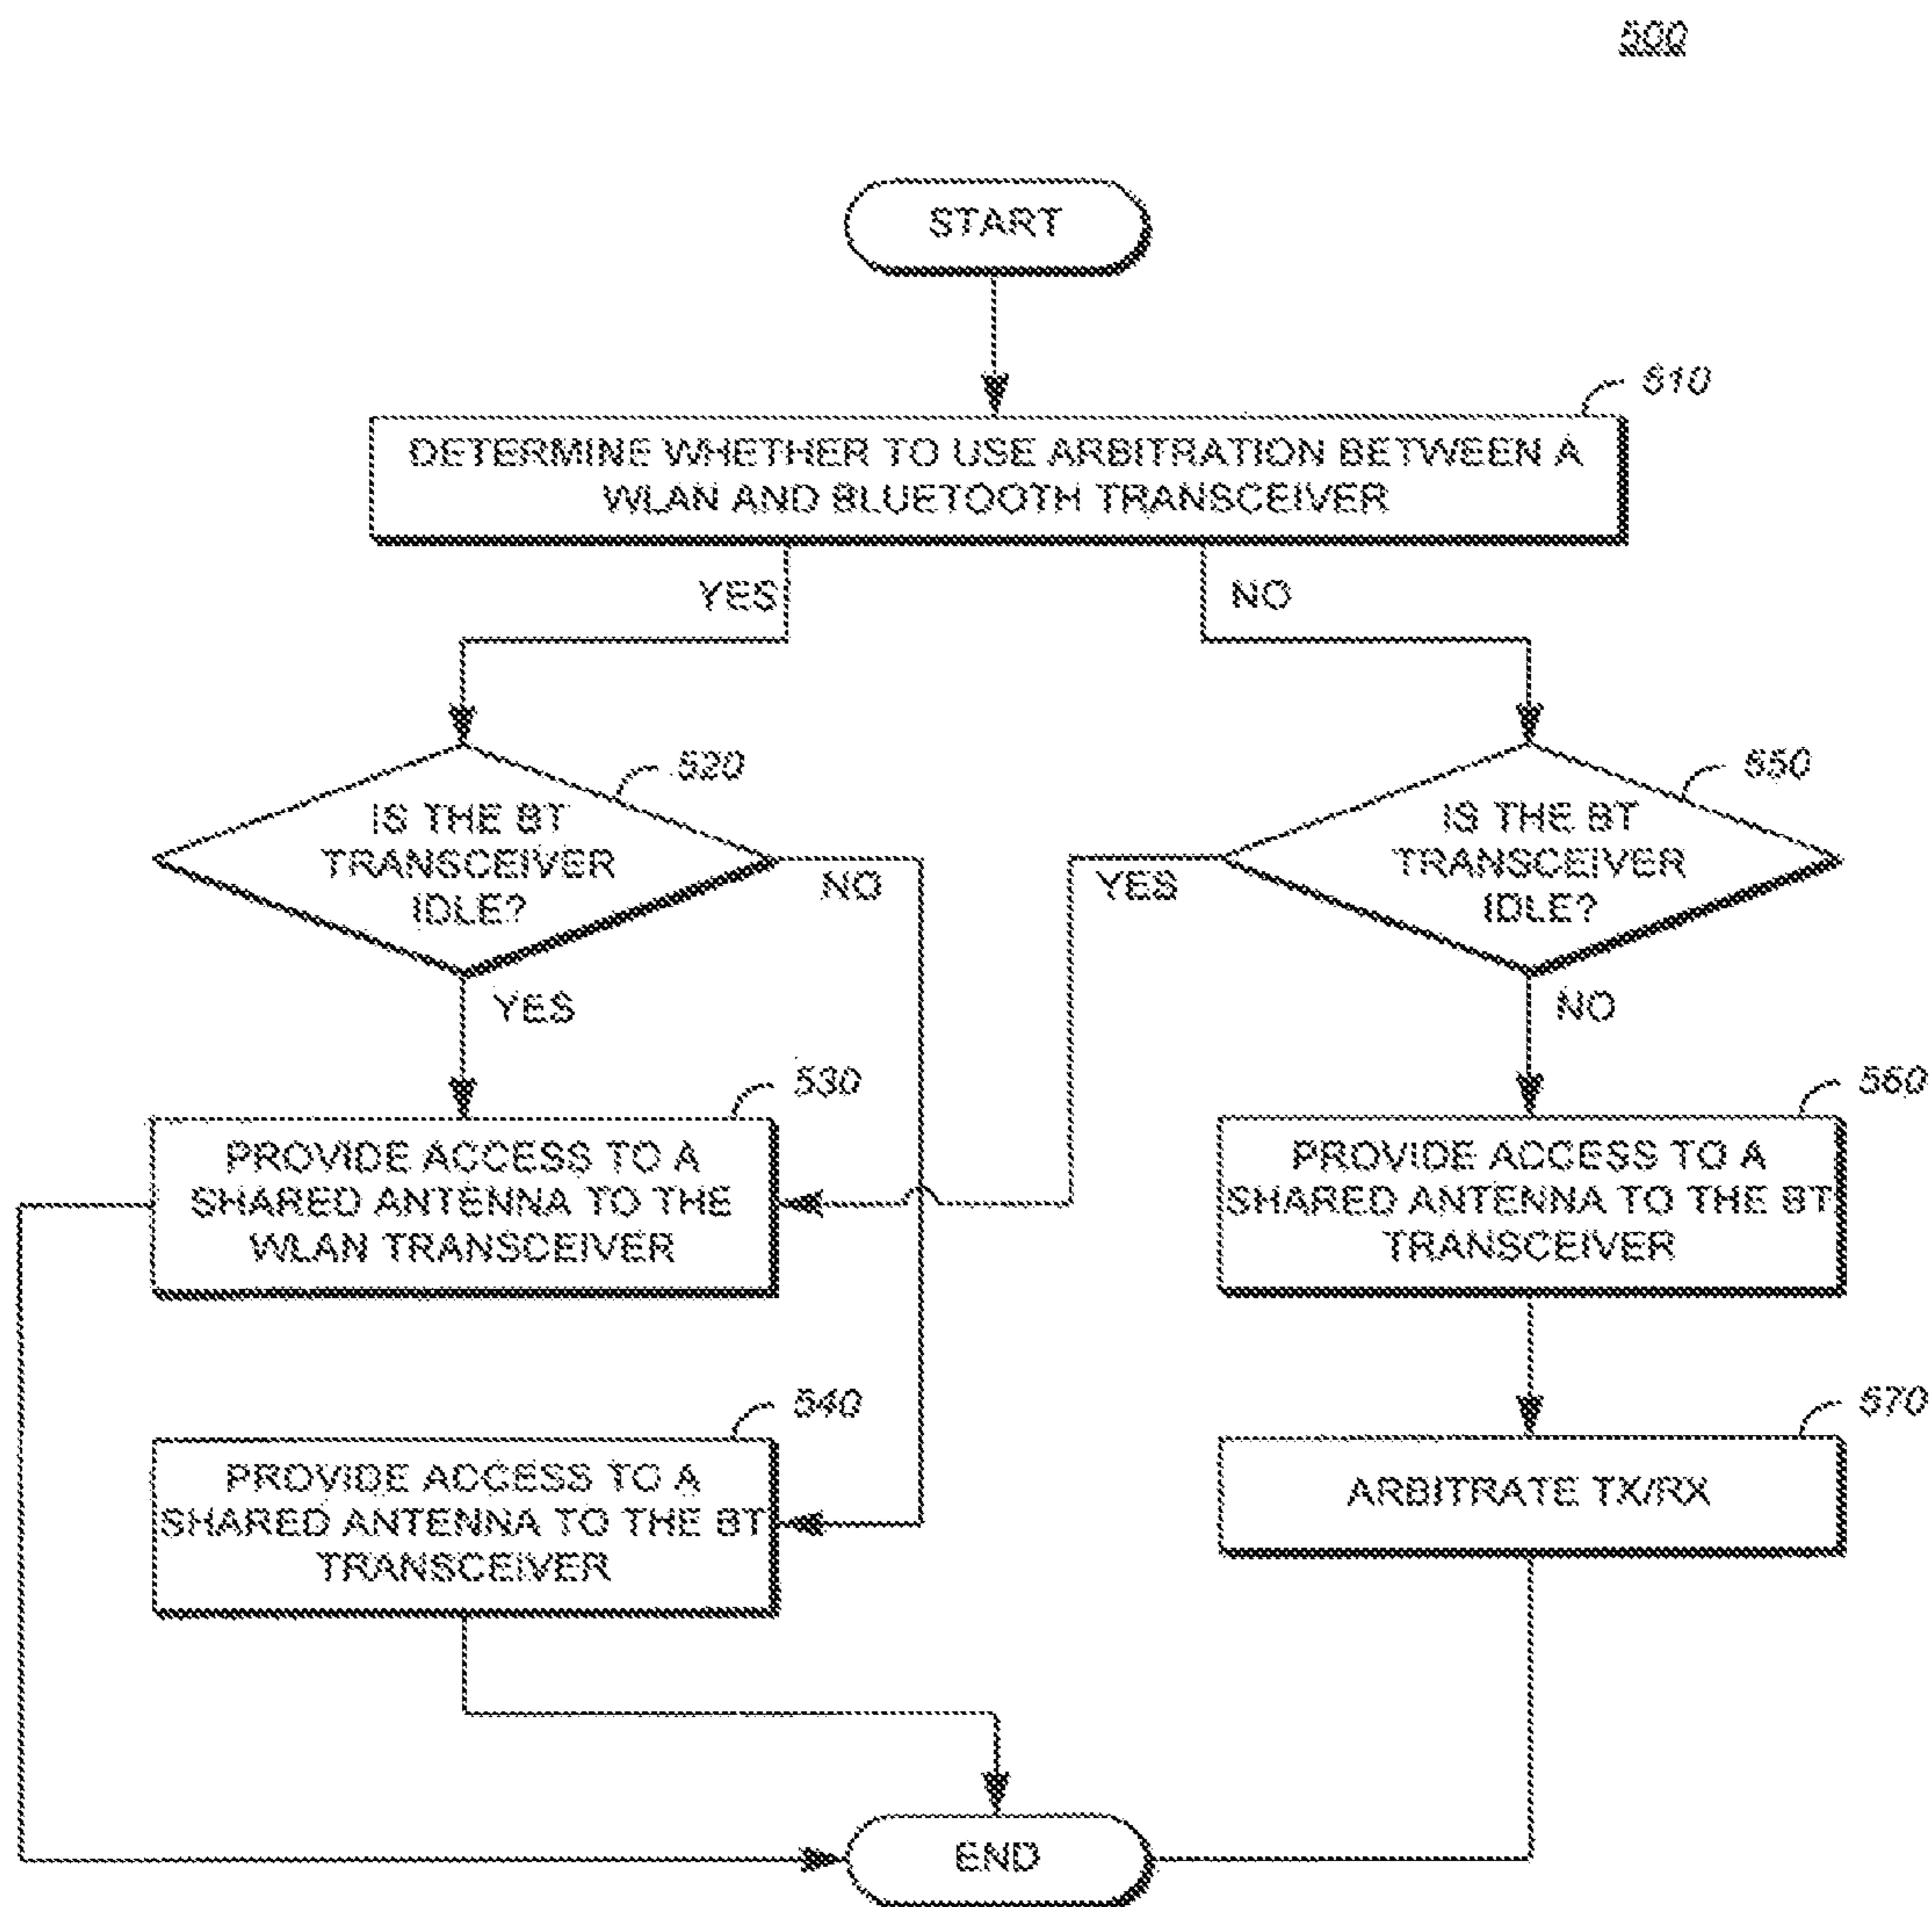 500
START
510
DETERMINE WHETHER TO USE ARBITRATION BETWEEN A
WLAN AND BLUETOOTH TRANSCEIVER
YES
NO
520
IS THE BT
TRANSCEIVER
IDLE?
NO
YES
550
IS THE BT
TRANSCEIVER
IDLE?
YES
NO
530
PROVIDE ACCESS TO A
SHARED ANTENNA TO THE
WLAN TRANSCEIVER
560
PROVIDE ACCESS TO A
SHARED ANTENNA TO THE BT
TRANSCEIVER
540
PROVIDE ACCESS TO A
SHARED ANTENNA TO THE BT
TRANSCEIVER
570
ARBITRATE TX/RX
END